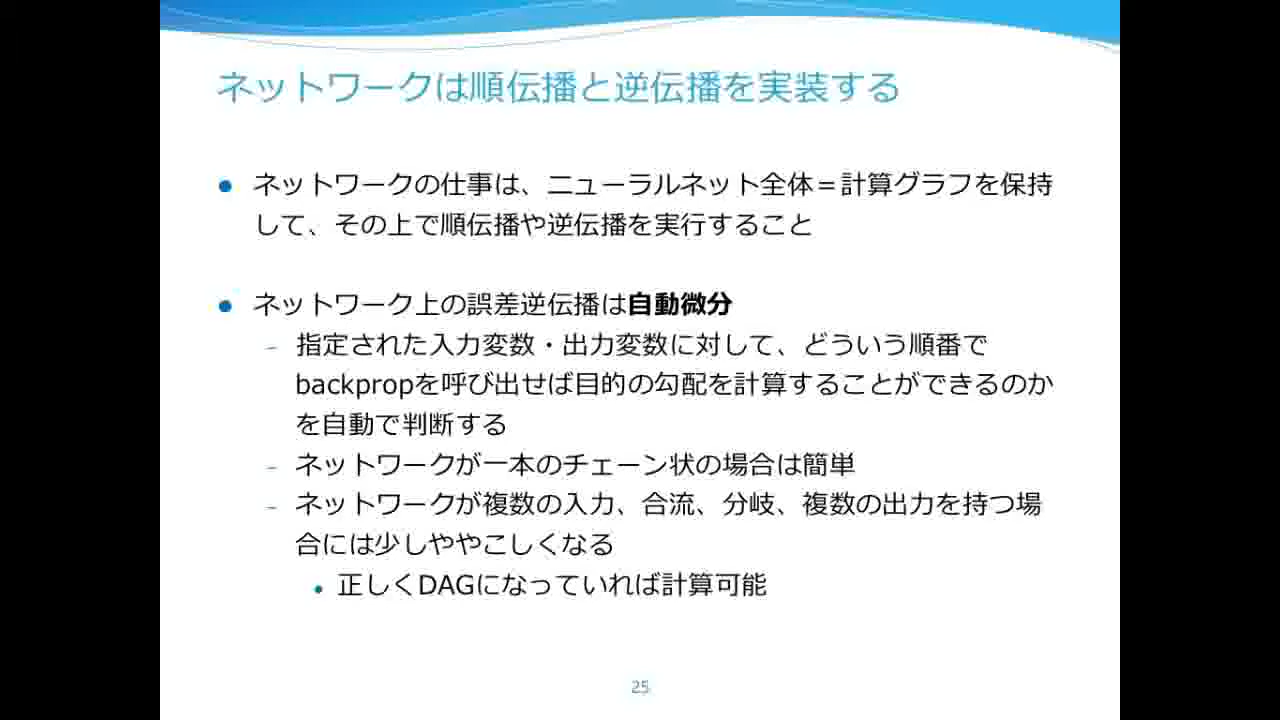 ネットワークは順伝播と逆伝播を実装する
● ネットワークの仕事は、ニューラルネット全体＝計算グラフを保持
して、その上で順伝播や逆伝播を実行すること
● ネットワーク上の誤差逆伝播は自動微分
– 指定された入力変数・出力変数に対して、どういう順番で
backpropを呼び出せば目的の勾配を計算することができるのか
を自動で判断する
– ネットワークが一本のチェーン状の場合は簡単
– ネットワークが複数の入力、合流、分岐、複数の出力を持つ場
合には少しややこしくなる
• 正しくDAGになっていれば計算可能
25